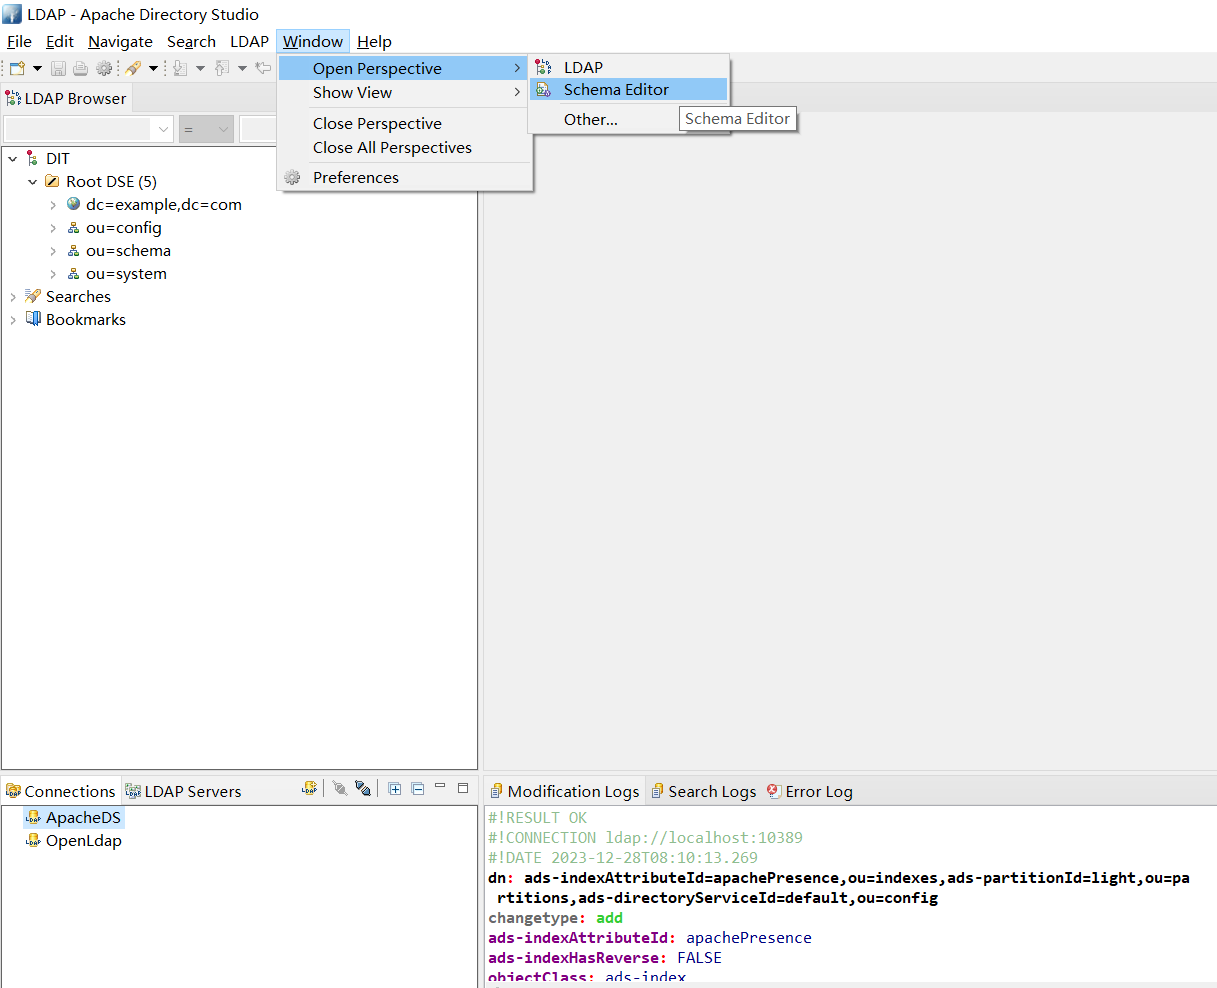 LDAP - Apache Directory Studio
File Edit Navigate Search LDAP Window Help
Open Perspective
Show View
Close Perspective
Close All Perspectives
Preferences
LDAP
Schema Editor
Other...
Schema Editor
LDAP Browser
=
DIT
Root DSE (5)
dc=example,dc=com
ou=config
ou=schema
ou=system
Searches
Bookmarks
Connections LDAP Servers
ApacheDS
OpenLdap
Modification Logs Search Logs Error Log
#!RESULT OK
#!CONNECTION ldap://localhost:10389
#!DATE 2023-12-28T08:10:13.269
dn: ads-indexAttributeId=apachePresence,ou=indexes,ads-partitionId=light,ou=pa
rtitions,ads-directoryServiceId=default,ou=config
changetype: add
ads-indexAttributeId: apachePresence
ads-indexHasReverse: FALSE
objectClass: ads-index